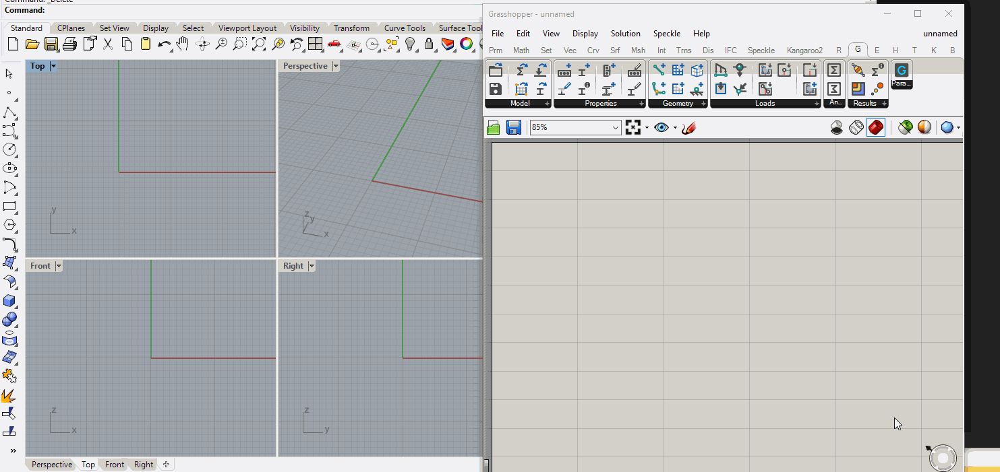 Command: _Delete
Command:
Standard CPlanes Set View Display Select Viewport Layout Visibility Transform Curve Tools Surface Tool
Top
Perspective
y
x
z
y
x
Front
Right
z
x
z
y
Perspective Top Front Right
Grasshopper - unnamed
File Edit View Display Solution Speckle Help unnamed
Prm Math Set Vec Crv Srf Msh Int Trns Dis IFC Speckle Kangaroo2 R G E H T K B
G
Para...
Model Properties Geometry Loads An... Results
85%